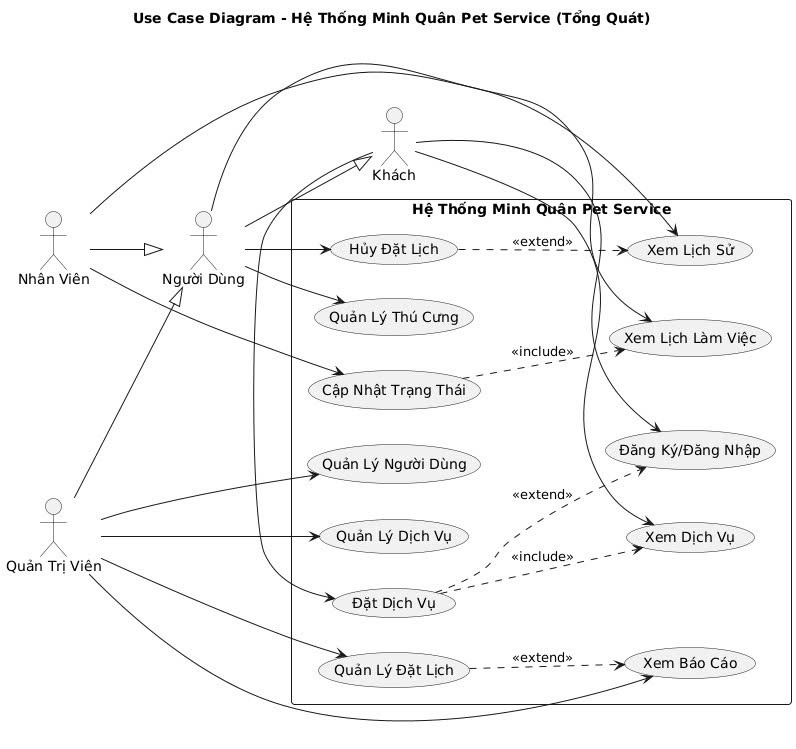 Use Case Diagram - Hệ Thống Minh Quân Pet Service (Tổng Quát)
Khách
Hệ Thống Minh Quân Pet Service
Nhân Viên
Người Dùng
Hủy Đặt Lịch
«extend»
Xem Lịch Sử
Quản Lý Thú Cưng
Xem Lịch Làm Việc
«include»
Cập Nhật Trạng Thái
Đăng Ký/Đăng Nhập
Quản Lý Người Dùng
«extend»
Quản Lý Dịch Vụ
Xem Dịch Vụ
«include»
Quản Trị Viên
Đặt Dịch Vụ
«extend»
Quản Lý Đặt Lịch
Xem Báo Cáo